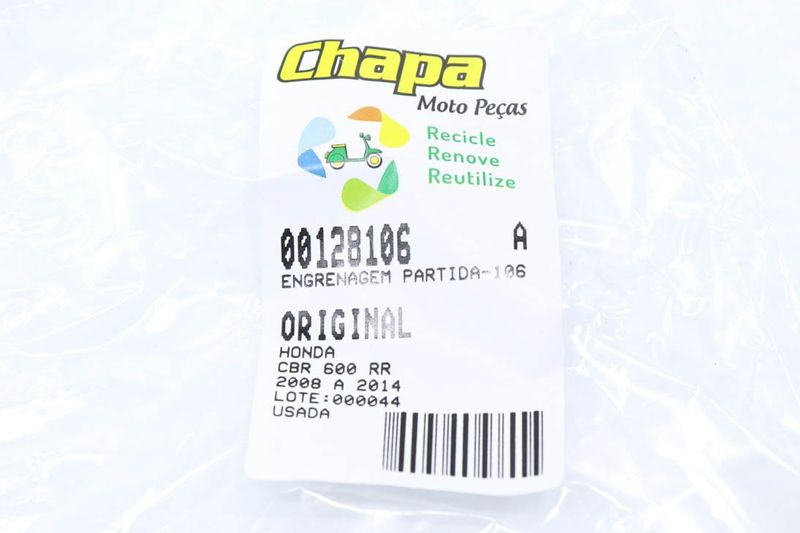 Chapa
Moto Peças
Recicle
Renove
Reutilize
00128106 A
ENGRENAGEM PARTIDA-106
ORIGINAL
HONDA
CBR 600 RR
2008 A 2014
LOTE:000044
USADA